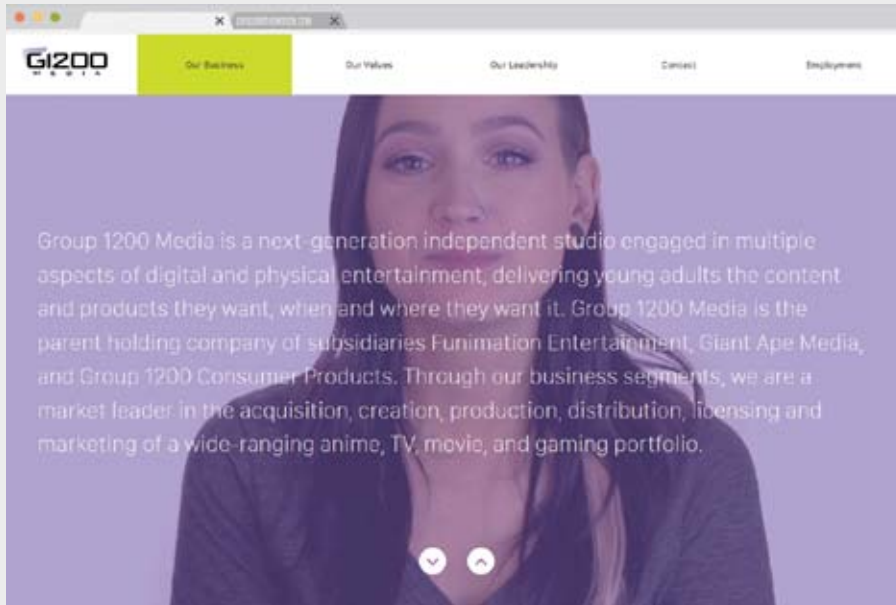 G1200
MEDIA
Our Business
Our Values
Our Leadership
Contact
Employment
Group 1200 Media is a next-generation independent studio engaged in multiple
aspects of digital and physical entertainment, delivering young adults the content
and products they want, when and where they want it. Group 1200 Media is the
parent holding company of subsidiaries Funimation Entertainment, Giant Ape Media,
and Group 1200 Consumer Products. Through our business segments, we are a
market leader in the acquisition, creation, production, distribution, licensing and
marketing of a wide-ranging anime, TV, movie, and gaming portfolio.